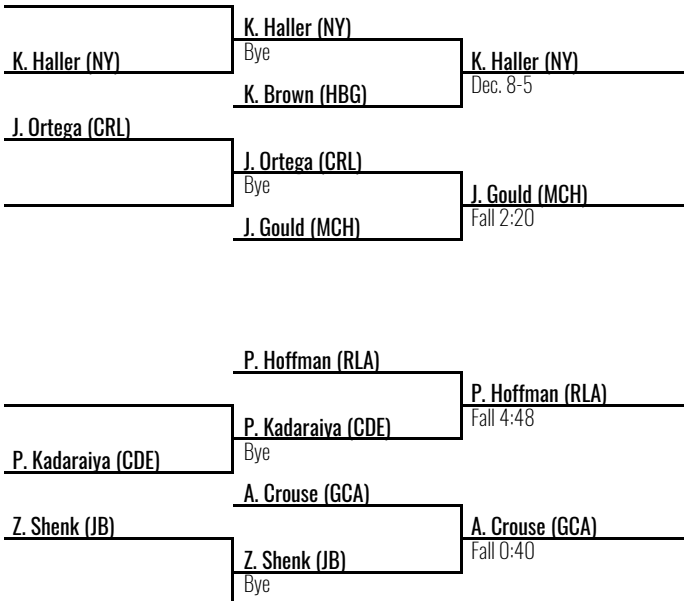 K. Haller (NY)
K. Haller (NY)
Bye
K. Haller (NY)
Dec. 8-5
K. Brown (HBG)
J. Ortega (CRL)
J. Ortega (CRL)
Bye
J. Gould (MCH)
Fall 2:20
J. Gould (MCH)
P. Hoffman (RLA)
P. Hoffman (RLA)
Fall 4:48
P. Kadaraiya (CDE)
Bye
P. Kadaraiya (CDE)
A. Crouse (GCA)
Z. Shenk (JB)
A. Crouse (GCA)
Fall 0:40
Z. Shenk (JB)
Bye